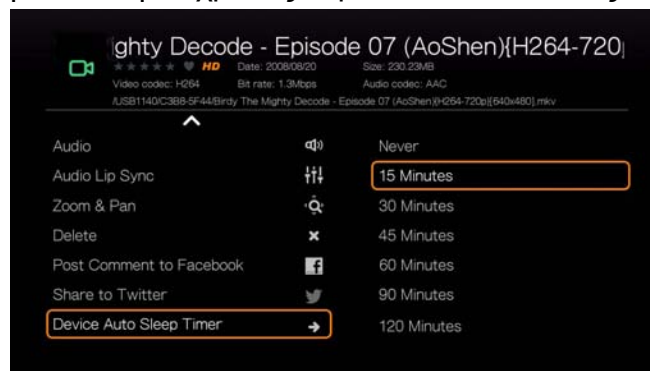 ghty Decode - Episode 07 (AoShen){H264-720
HD Date: 2008/08/20 Size: 230.23MB
Video codec: H264 Bit rate: 1.3Mbps Audio codec: AAC
/USB1140/C3B8-5F44/Birdy The Mighty Decode - Episode 07 (AoShen){H264-720p}[640x480].mkv
Audio Never
Audio Lip Sync 15 Minutes
Zoom & Pan 30 Minutes
Delete 45 Minutes
Post Comment to Facebook 60 Minutes
Share to Twitter 90 Minutes
Device Auto Sleep Timer 120 Minutes